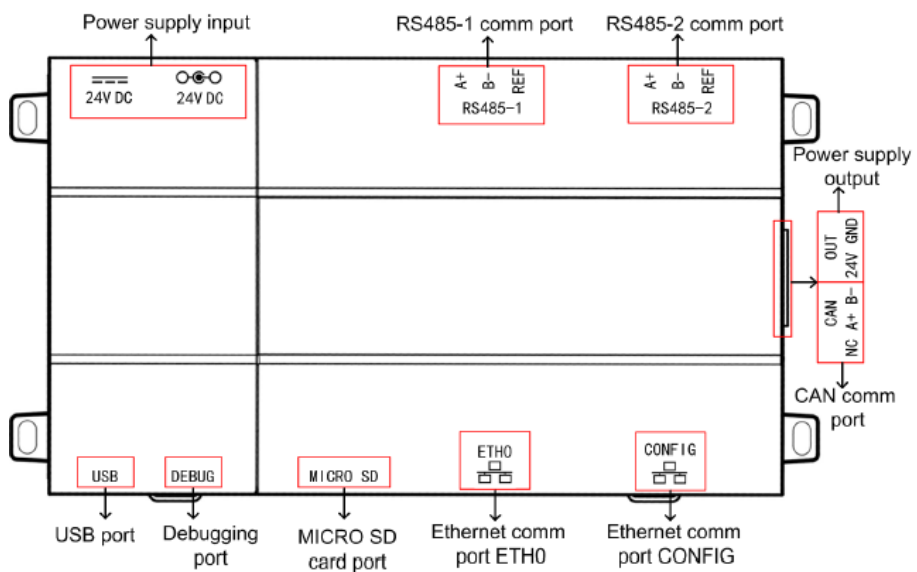 Power supply input
RS485-1 comm port
RS485-2 comm port
24V DC
24V DC
A+ B- REF
RS485-1
A+ B- REF
RS485-2
Power supply
output
OUT
24V GND
CAN
NC A+ B-
CAN comm
port
USB
DEBUG
MICRO SD
ETH0
CONFIG
USB port
Debugging
port
MICRO SD
card port
Ethernet comm
port ETH0
Ethernet comm
port CONFIG